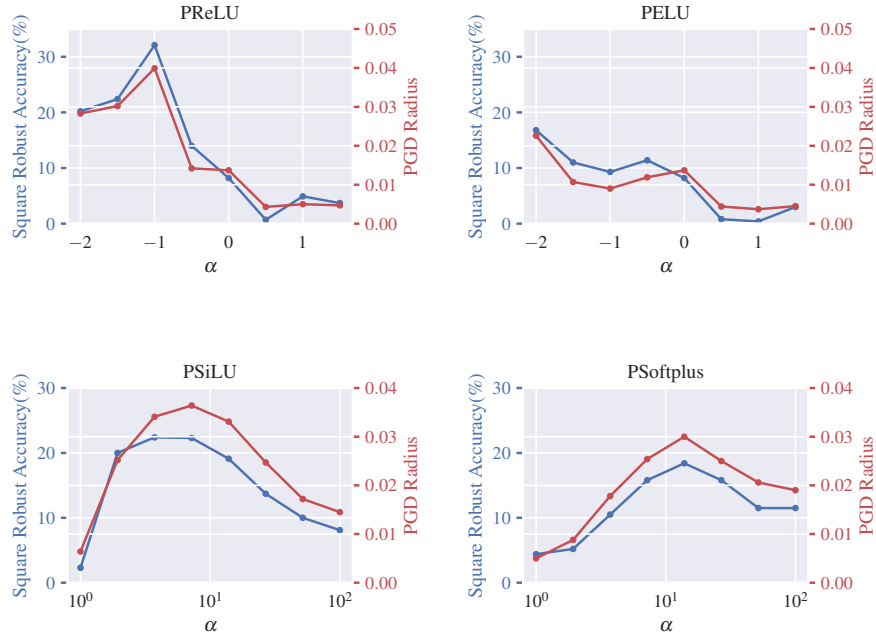 PReLU
Square Robust Accuracy(%)
30
20
10
0
0.05
0.04
0.03
0.02
0.01
0.00
PGD Radius
−2 −1 0 1
α
PELU
Square Robust Accuracy(%)
30
20
10
0
0.05
0.04
0.03
0.02
0.01
0.00
PGD Radius
−2 −1 0 1
α
PSiLU
Square Robust Accuracy(%)
30
20
10
0
0.04
0.03
0.02
0.01
0.00
PGD Radius
10⁰ 10¹ 10²
α
PSoftplus
Square Robust Accuracy(%)
30
20
10
0
0.04
0.03
0.02
0.01
0.00
PGD Radius
10⁰ 10¹ 10²
α